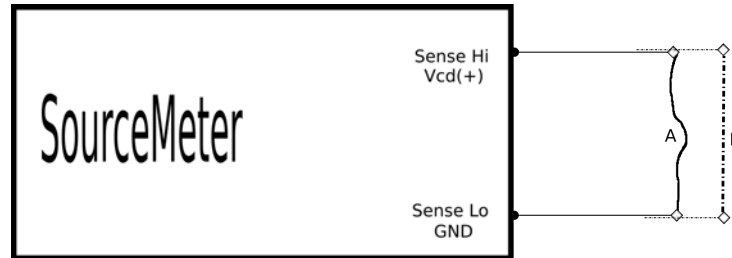 Sense Hi
Vcd(+)
SourceMeter
A
Sense Lo
GND